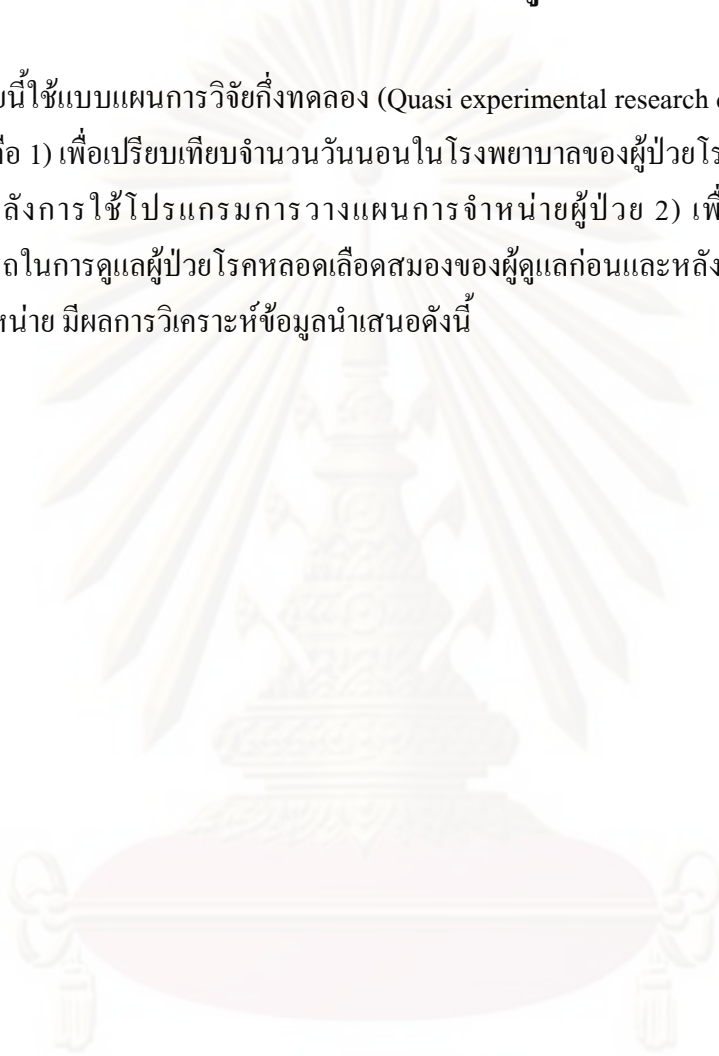 นี้ใช้แบบแผนการวิจัยกึ่งทดลอง (Quasi experimental research
คือ 1) เพื่อเปรียบเทียบจำนวนวันนอนในโรงพยาบาลของผู้ป่วยโร
ลังการใช้โปรแกรมการวางแผนการจำหน่ายผู้ป่วย 2) เพื่
ถในการดูแลผู้ป่วยโรคหลอดเลือดสมองของผู้ดูแลก่อนและหลัง
หน่าย มีผลการวิเคราะห์ข้อมูลนำเสนอดังนี้